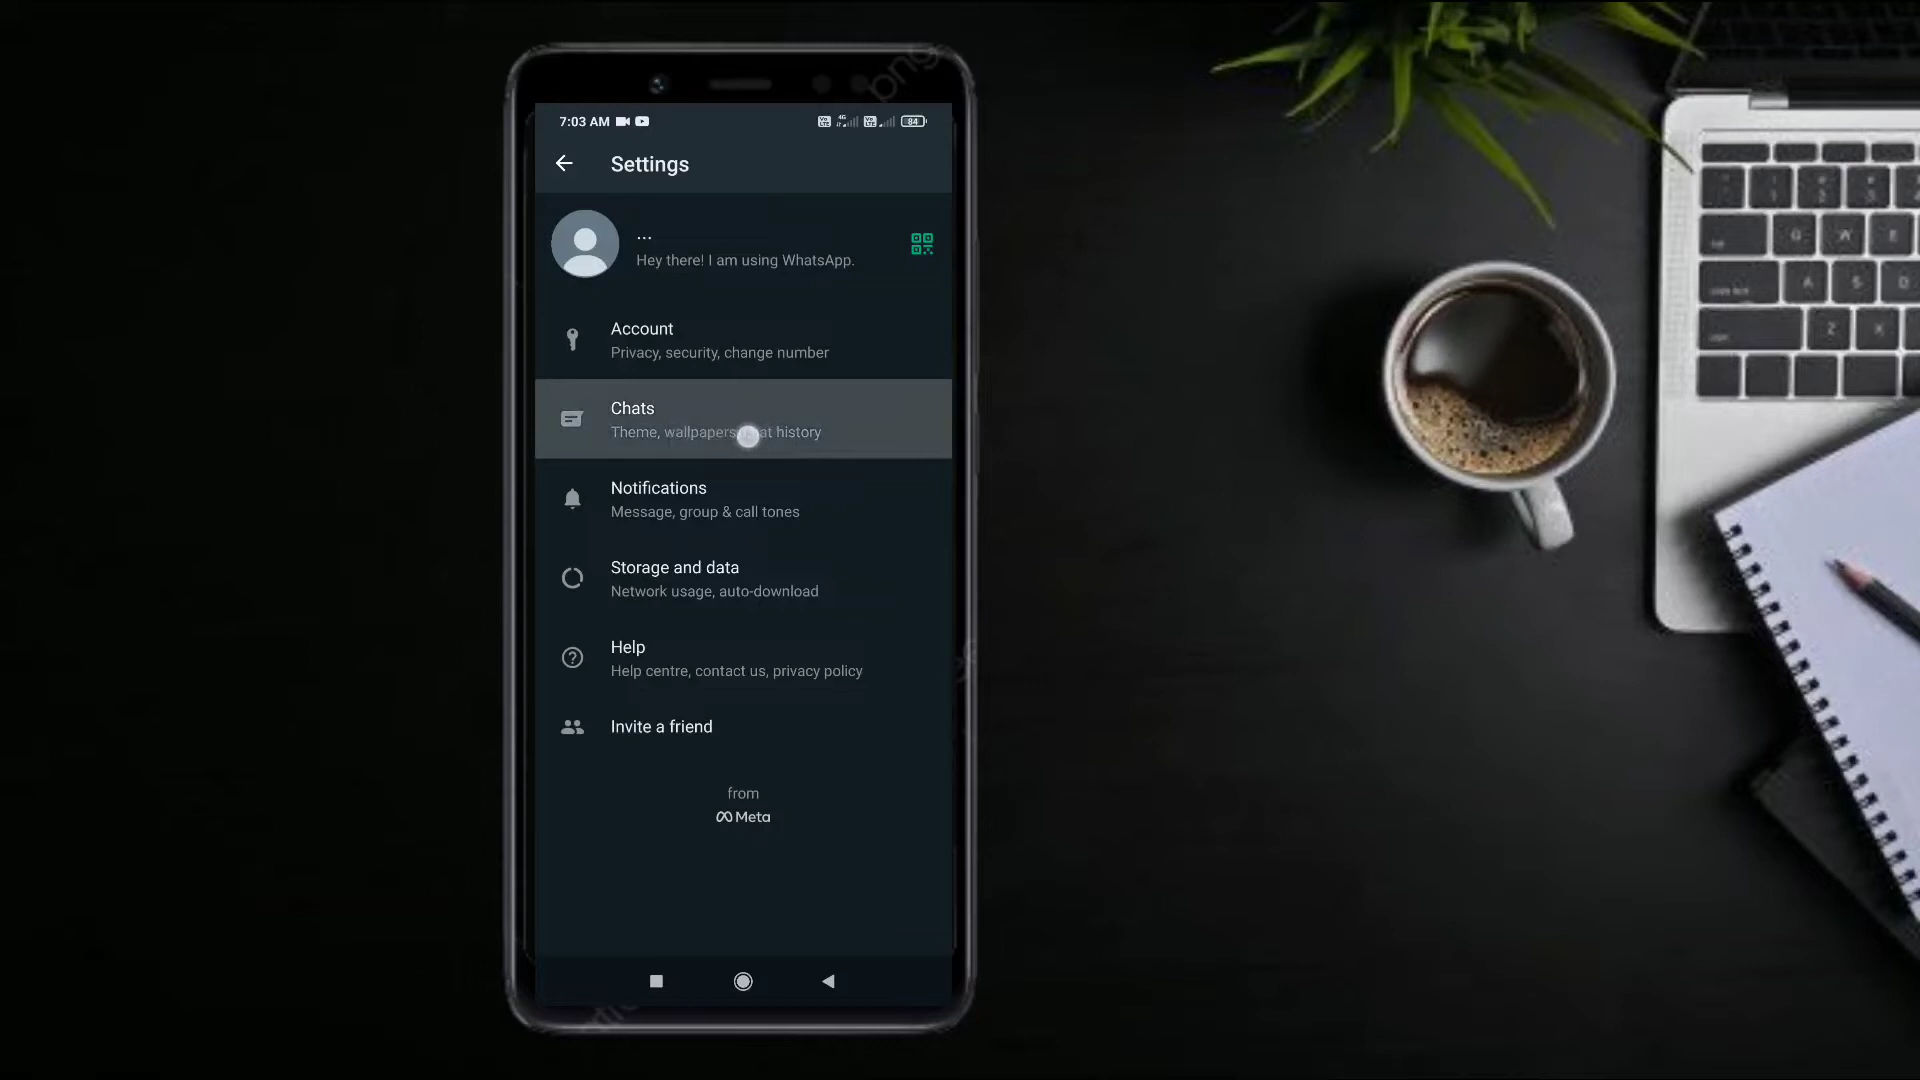 7:03 AM
84
Settings
...
Hey there! I am using WhatsApp.
Account
Privacy, security, change number
Chats
Theme, wallpapers, chat history
Notifications
Message, group & call tones
Storage and data
Network usage, auto-download
Help
Help centre, contact us, privacy policy
Invite a friend
from
Meta